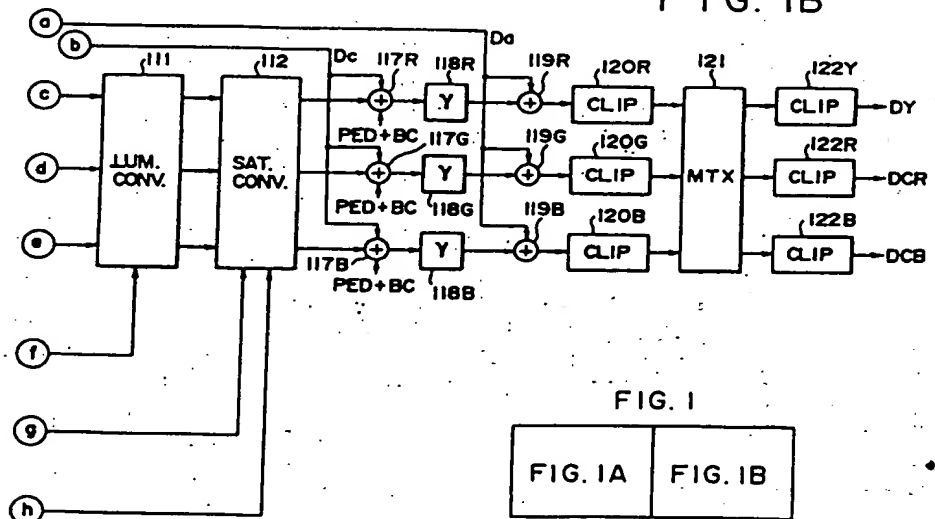 FIG. 1B
a
b
Dc
Da
111
112
117R
118R
119R
120R
121
122Y
c
+
γ
+
CLIP
CLIP
DY
PED+BC
117G
119G
120G
122R
d
LUM. CONV.
SAT. CONV.
+
γ
+
CLIP
MTX
CLIP
DCR
PED+BC
118G
119B
120B
122B
e
+
γ
+
CLIP
CLIP
DCB
117B
PED+BC
118B
f
g
h
FIG. 1
FIG. 1A
FIG. 1B